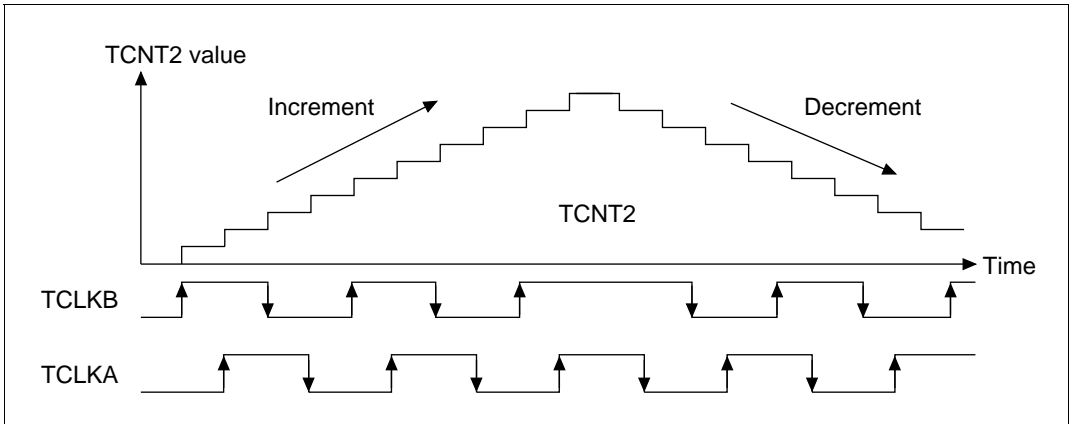 TCNT2 value
Increment
Decrement
TCNT2
Time
TCLKB
TCLKA